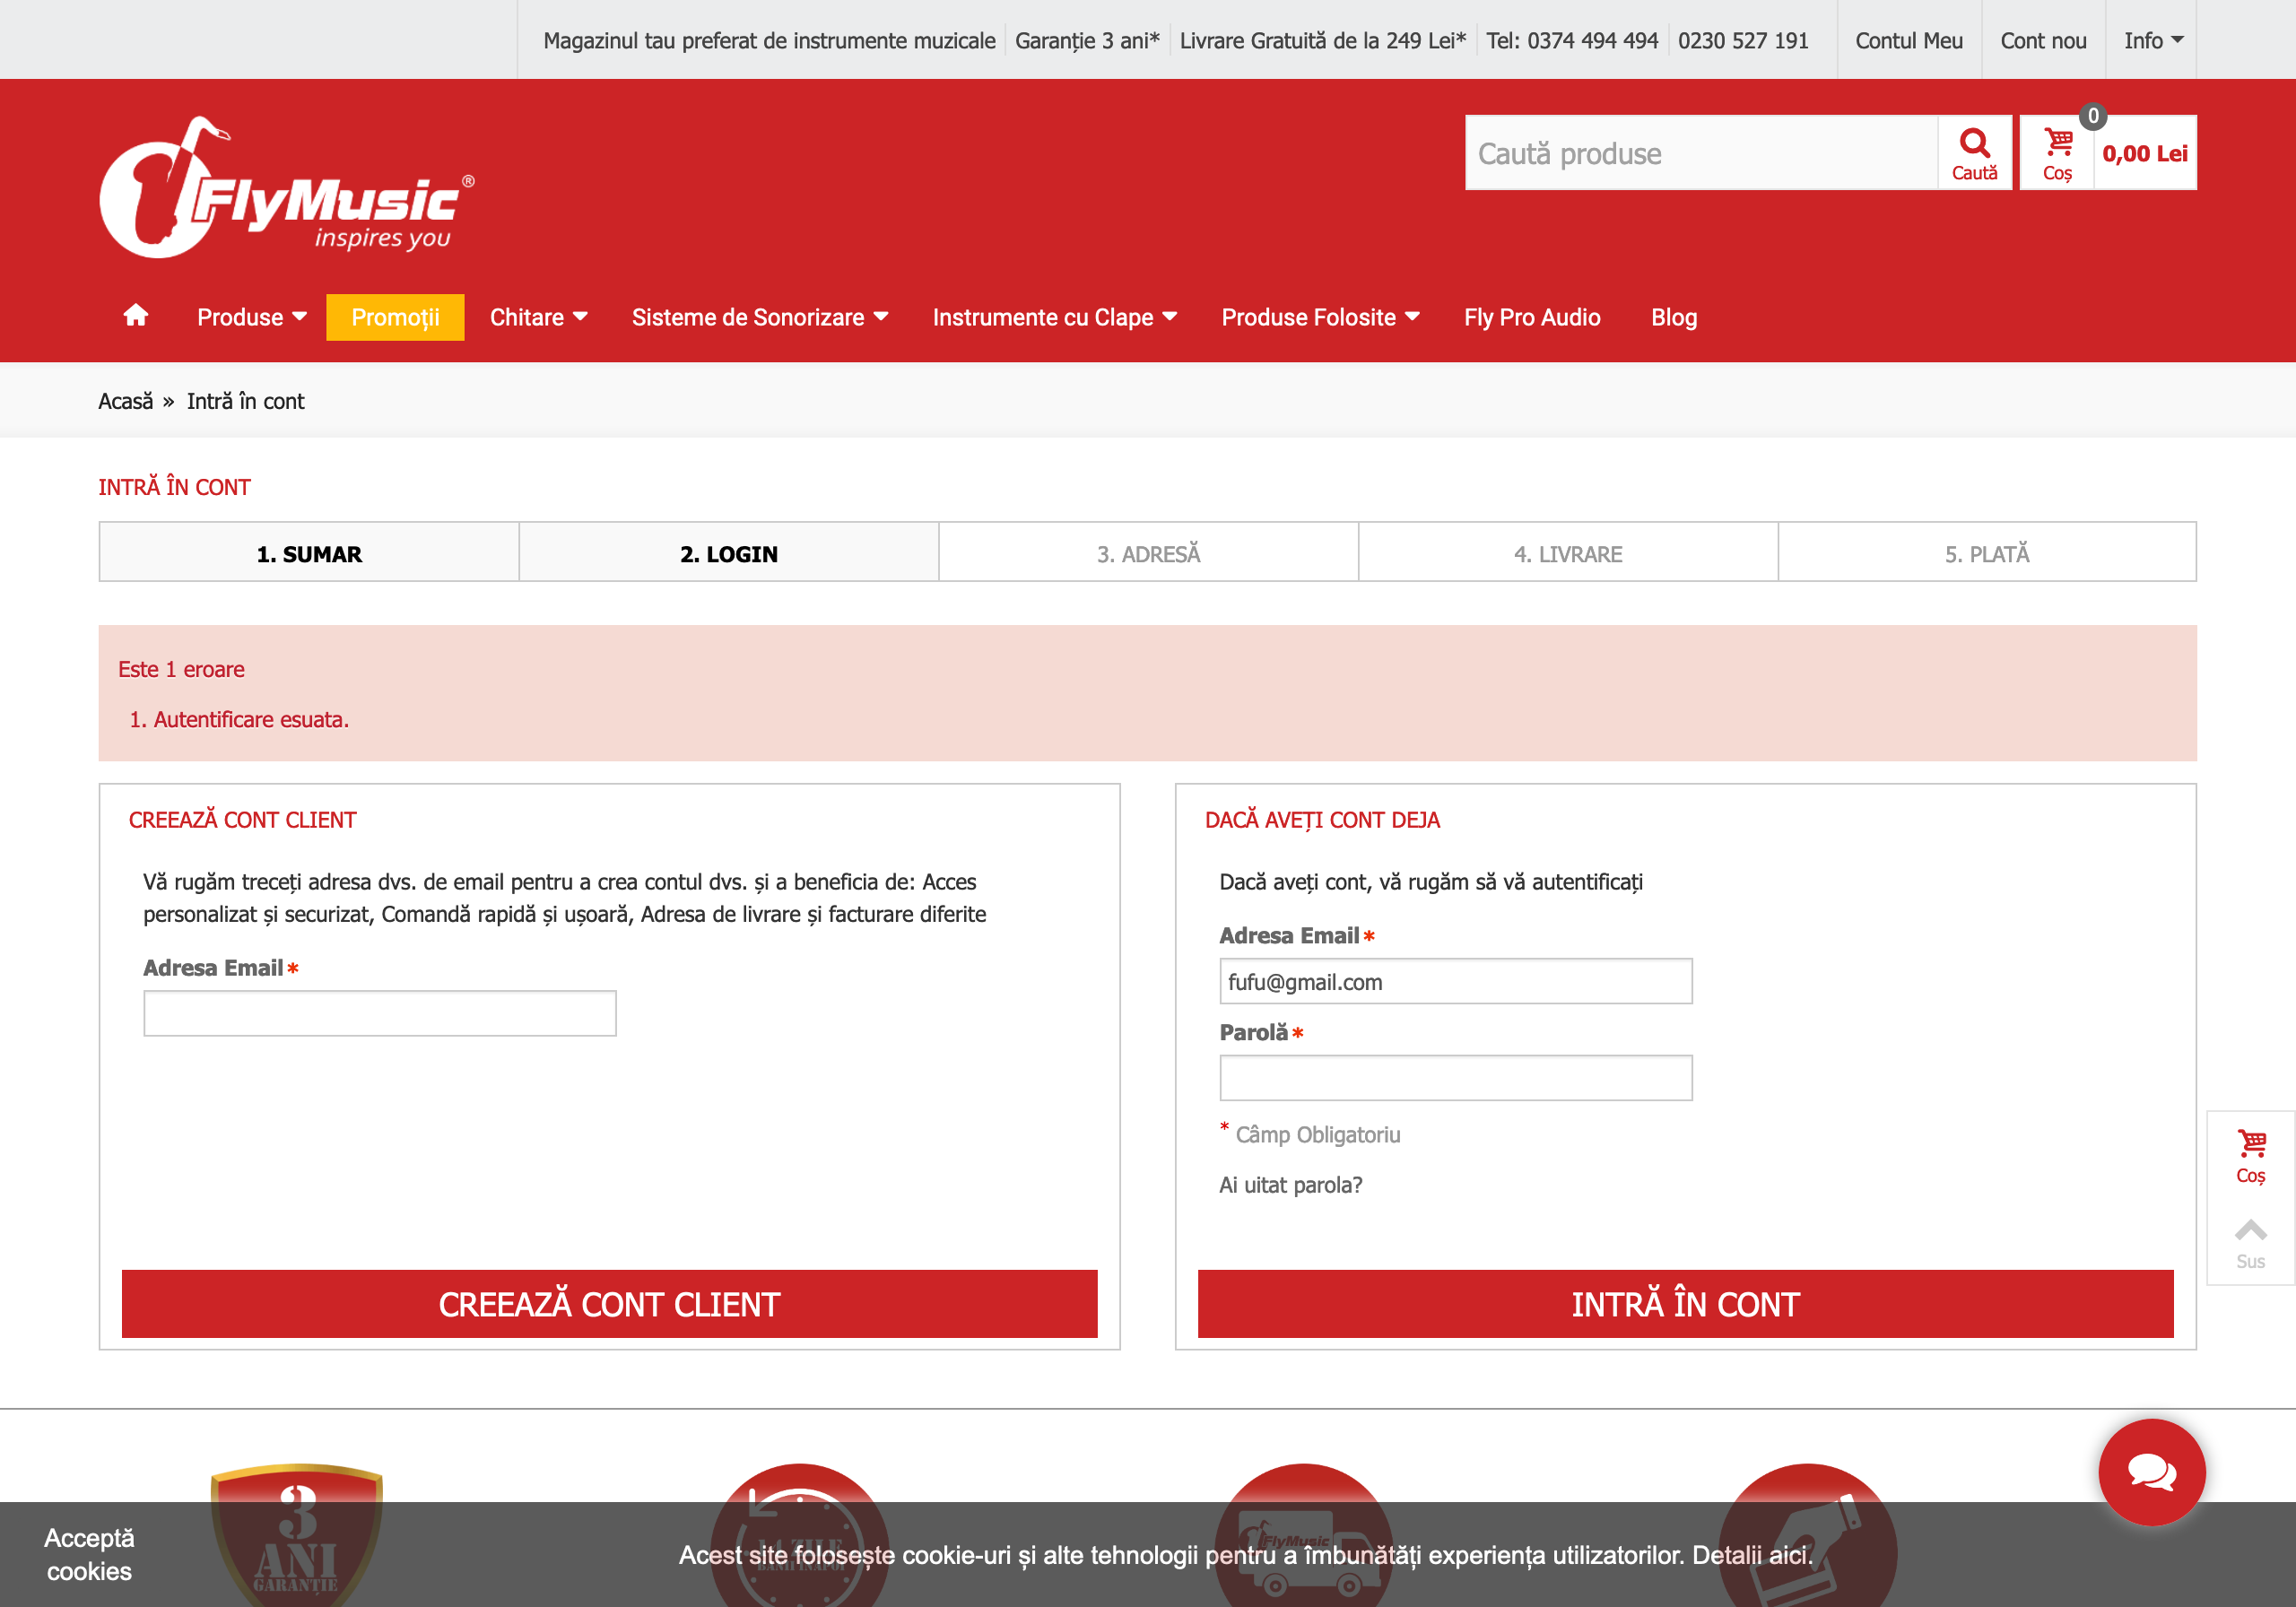 Magazinul tau preferat de instrumente muzicale Garanție 3 ani* Livrare Gratuită de la 249 Lei* Tel: 0374 494 494 0230 527 191 Contul Meu Cont nou Info
FlyMusic®
inspires you
Caută produse
Caută
0
Coș
0,00 Lei
Produse Promoții Chitare Sisteme de Sonorizare Instrumente cu Clape Produse Folosite Fly Pro Audio Blog
Acasă » Intră în cont
INTRĂ ÎN CONT
1. SUMAR 2. LOGIN 3. ADRESĂ 4. LIVRARE 5. PLATĂ
Este 1 eroare
1. Autentificare esuata.
CREEAZĂ CONT CLIENT
Vă rugăm treceți adresa dvs. de email pentru a crea contul dvs. și a beneficia de: Acces
personalizat și securizat, Comandă rapidă și ușoară, Adresa de livrare și facturare diferite
Adresa Email*
CREEAZĂ CONT CLIENT
DACĂ AVEȚI CONT DEJA
Dacă aveți cont, vă rugăm să vă autentificați
Adresa Email*
fufu@gmail.com
Parolă*
* Câmp Obligatoriu
Ai uitat parola?
INTRĂ ÎN CONT
Coș
Sus
3
ANI
GARANȚIE
14 ZILE
BANII INAPOI
FlyMusic
Acceptă
cookies
Acest site folosește cookie-uri și alte tehnologii pentru a îmbunătăți experiența utilizatorilor. Detalii aici.